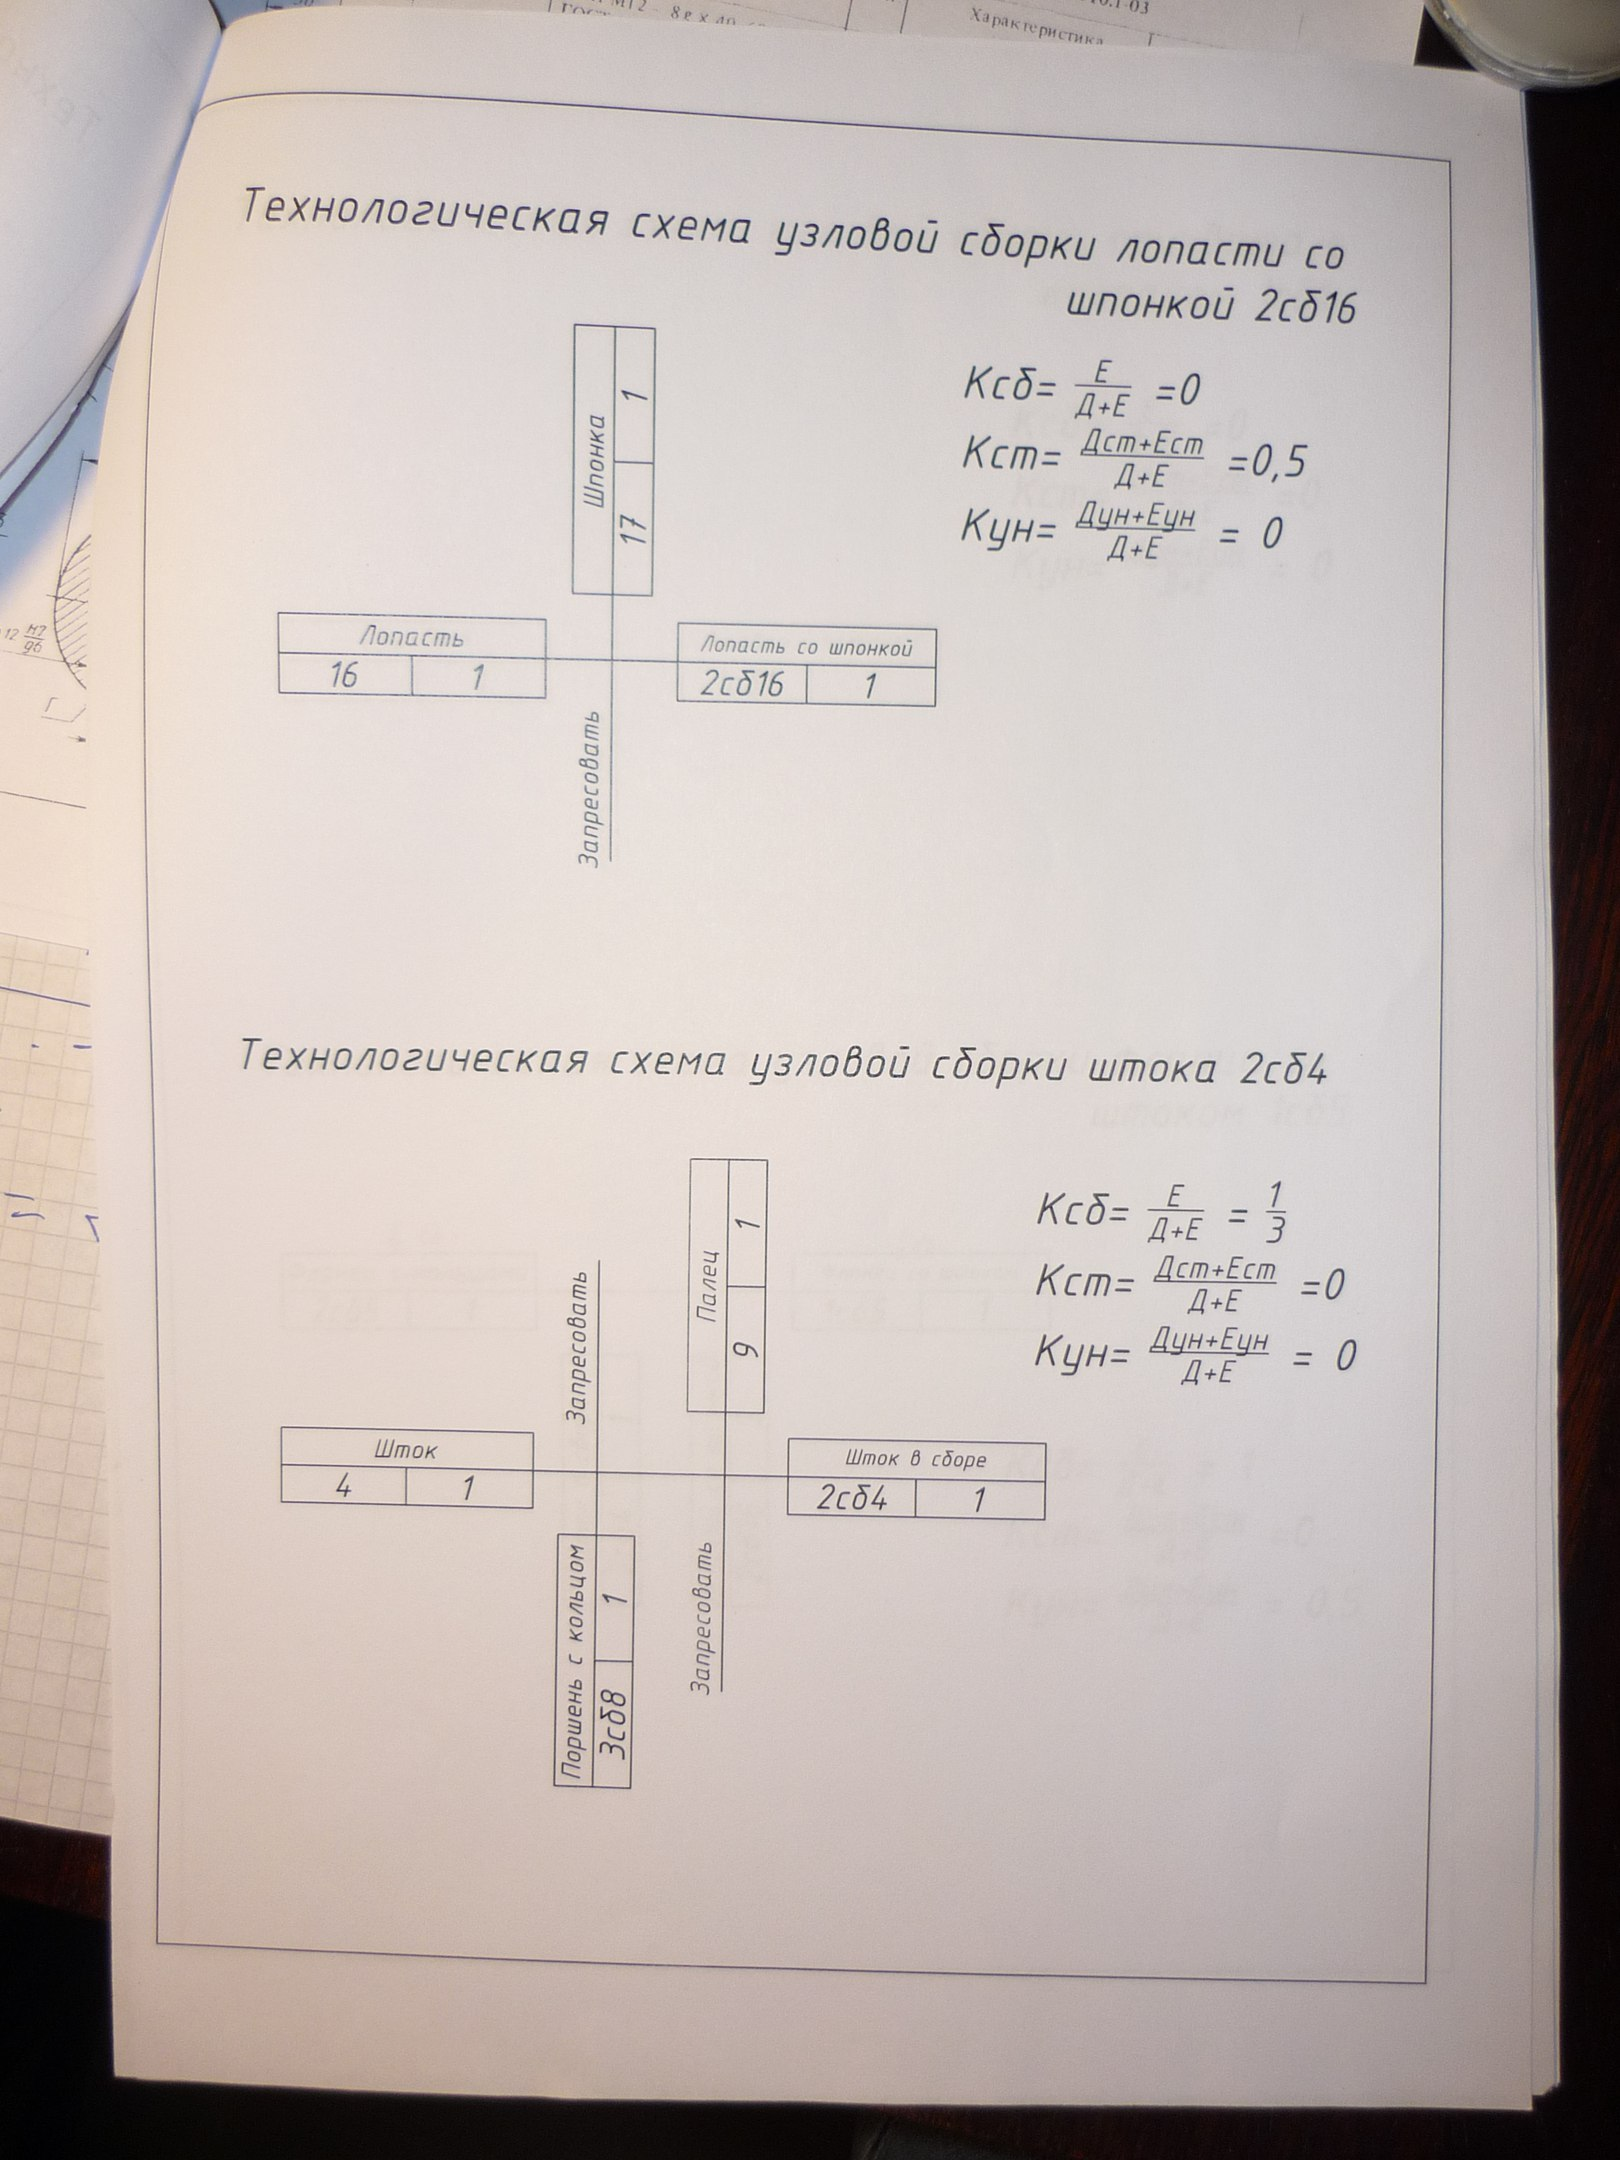 Характеристика
Технологическая схема узловой сборки лопасти со
шпонкой 2сб16
Шпонка
17 1
Ксб= Е/Д+Е =0
Кст= Дст+Ест/Д+Е =0,5
Кун= Дун+Еун/Д+Е = 0
Лопасть
16 1
Лопасть со шпонкой
2сб16 1
Запресовать
Технологическая схема узловой сборки штока 2сб4
Палец
9 1
Запресовать
Ксб= Е/Д+Е = 1/3
Кст= Дст+Ест/Д+Е =0
Кун= Дун+Еун/Д+Е = 0
Шток
4 1
Шток в сборе
2сб4 1
Поршень с кольцом
3сб8 1
Запресовать